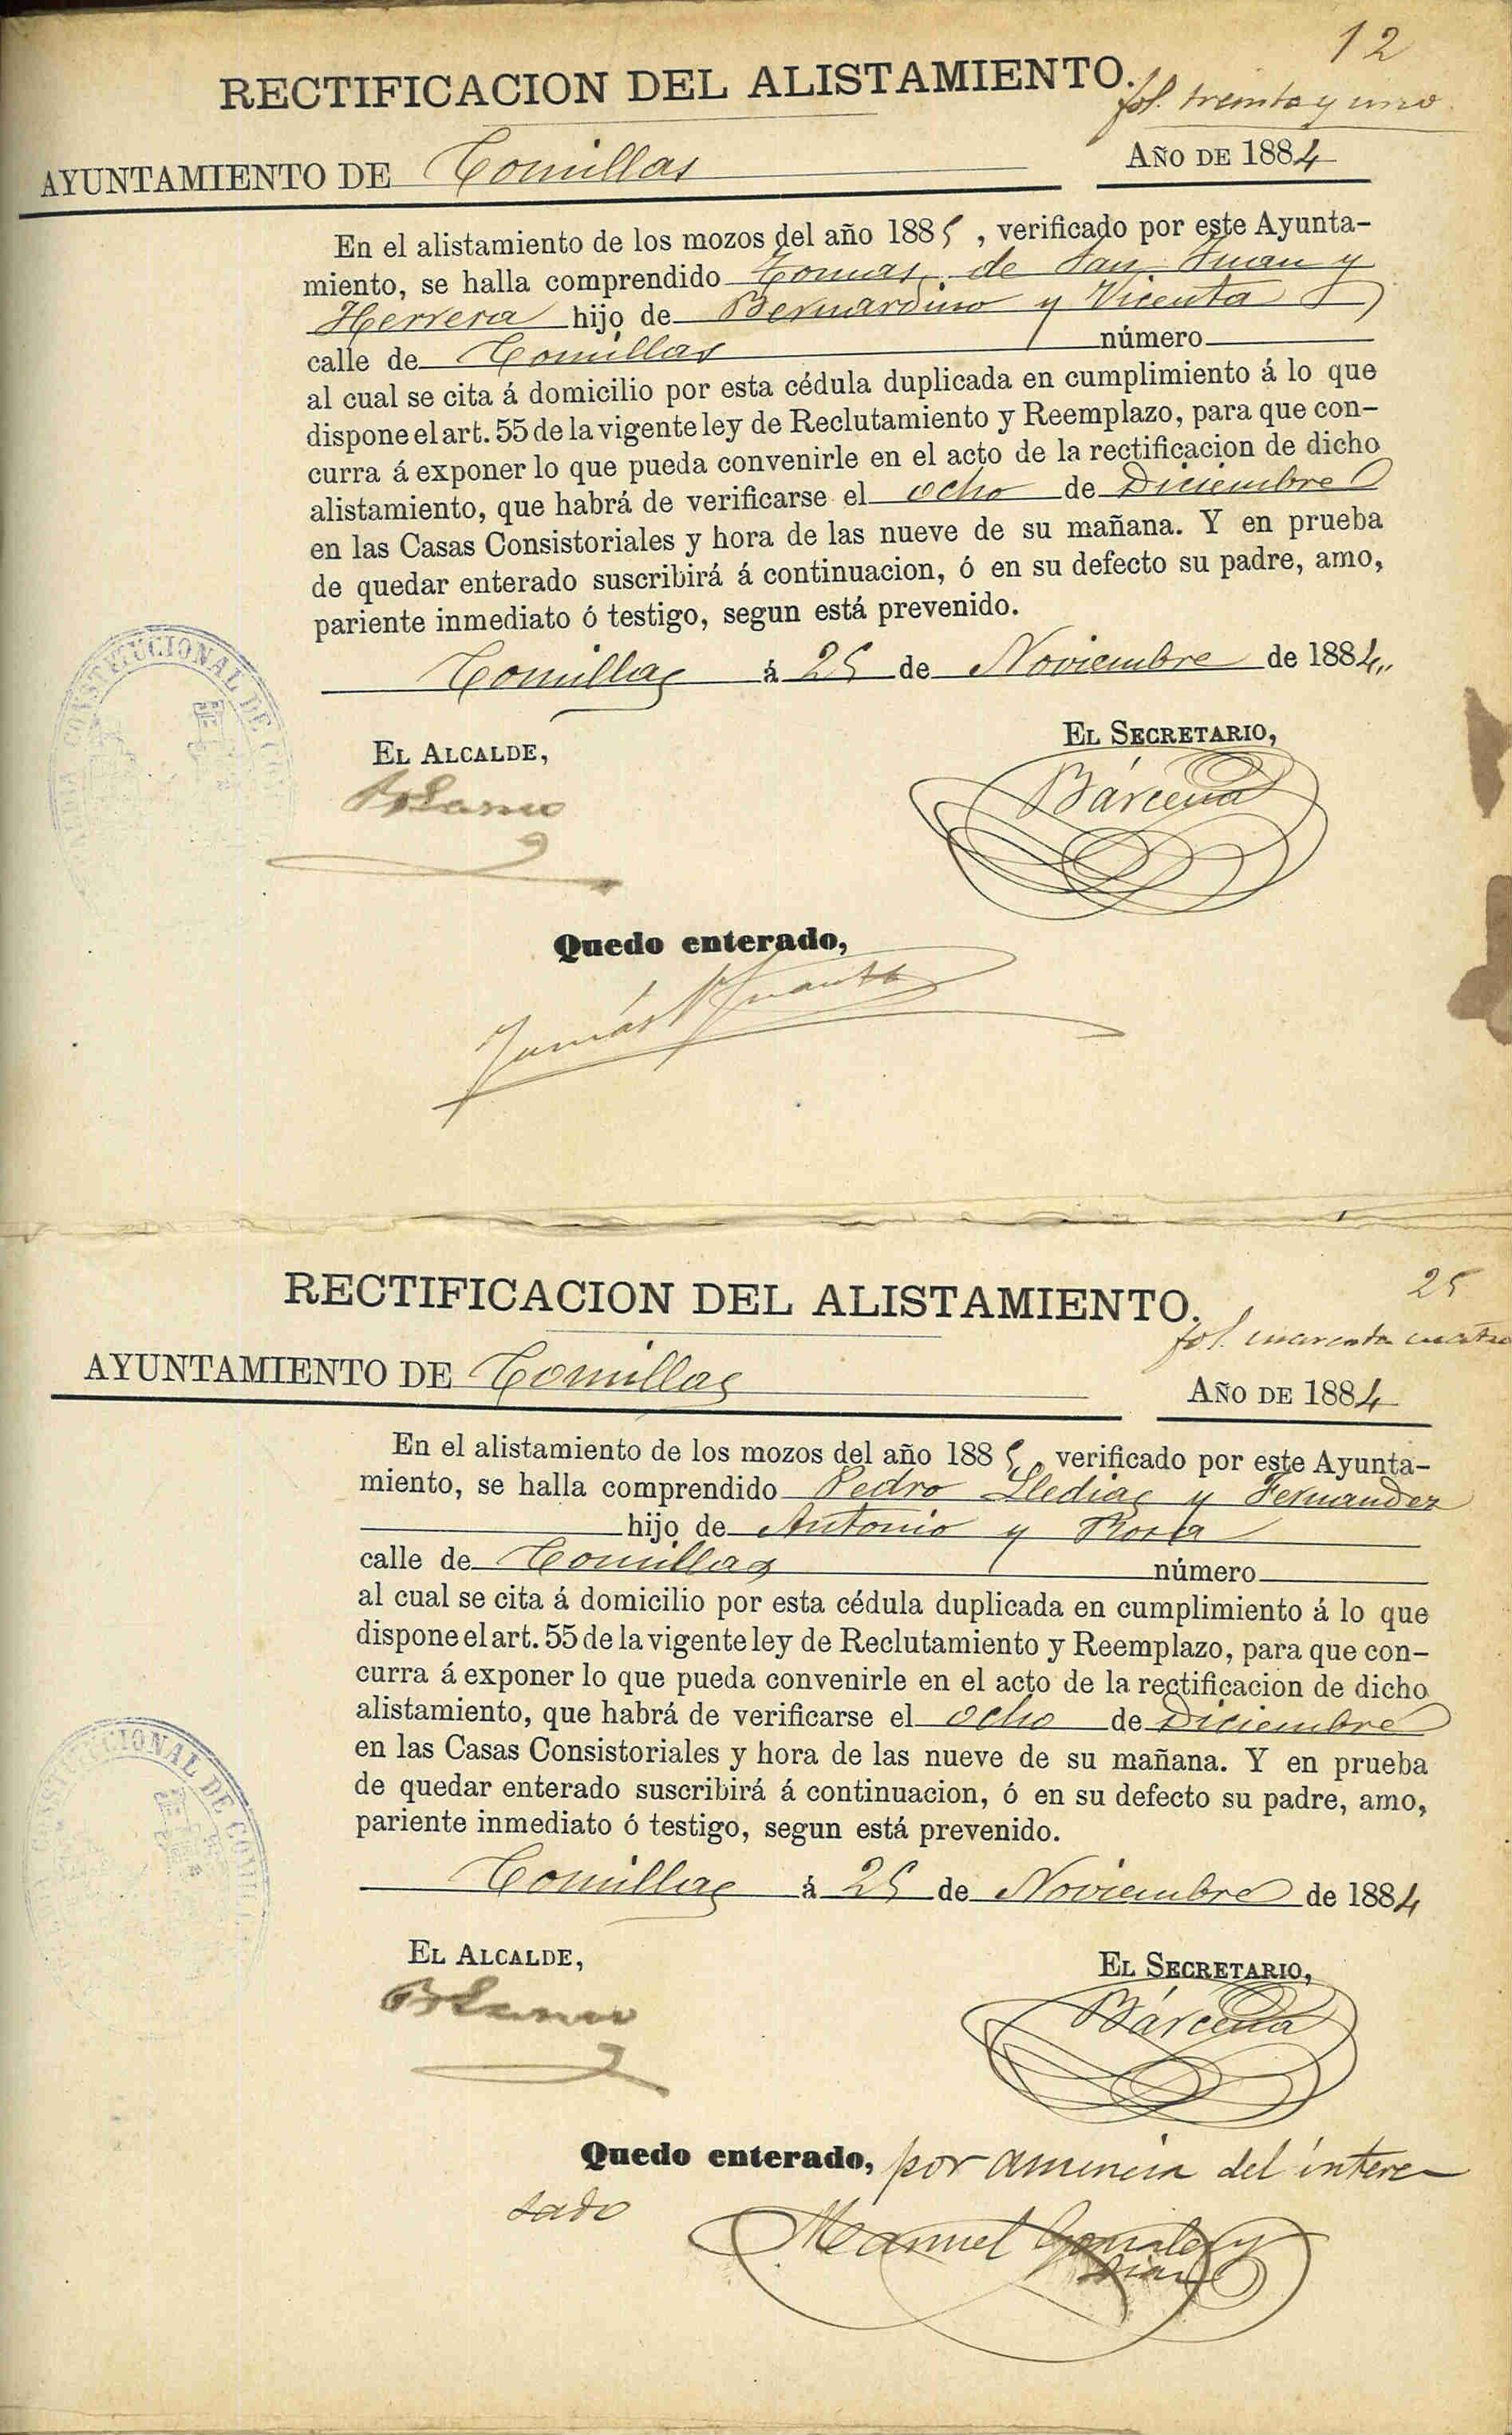 12
RECTIFICACION DEL ALISTAMIENTO.
fol. treinta y uno
AYUNTAMIENTO DE Comillas AÑO DE 1884
En el alistamiento de los mozos del año 1885, verificado por este Ayunta-
miento, se halla comprendido Tomas de San Juan y
Herrera hijo de Bernardino y Vicenta
calle de Comillas número
al cual se cita á domicilio por esta cédula duplicada en cumplimiento á lo que
dispone el art. 55 de la vigente ley de Reclutamiento y Reemplazo, para que con-
curra á exponer lo que pueda convenirle en el acto de la rectificacion de dicho
alistamiento, que habrá de verificarse el ocho de Diciembre
en las Casas Consistoriales y hora de las nueve de su mañana. Y en prueba
de quedar enterado suscribirá á continuacion, ó en su defecto su padre, amo,
pariente inmediato ó testigo, segun está prevenido.
Comillas á 25 de Noviembre de 1884
EL ALCALDE,
EL SECRETARIO,
Bárcena
CONSTITUCIONAL DE
Quedo enterado,
Tomás
25
RECTIFICACION DEL ALISTAMIENTO.
fol. cuarenta cuatro
AYUNTAMIENTO DE Comillas AÑO DE 1884
En el alistamiento de los mozos del año 1885, verificado por este Ayunta-
miento, se halla comprendido Pedro Lledias y Fernandez
hijo de Antonio y Rosa
calle de Comillas número
al cual se cita á domicilio por esta cédula duplicada en cumplimiento á lo que
dispone el art. 55 de la vigente ley de Reclutamiento y Reemplazo, para que con-
curra á exponer lo que pueda convenirle en el acto de la rectificacion de dicho
alistamiento, que habrá de verificarse el ocho de Diciembre
en las Casas Consistoriales y hora de las nueve de su mañana. Y en prueba
de quedar enterado suscribirá á continuacion, ó en su defecto su padre, amo,
pariente inmediato ó testigo, segun está prevenido.
Comillas á 25 de Noviembre de 1884
EL ALCALDE,
EL SECRETARIO,
Bárcena
CONSTITUCIONAL DE
Quedo enterado, por ausencia del intere-
sado
Manuel Gonzalez y
Diaz